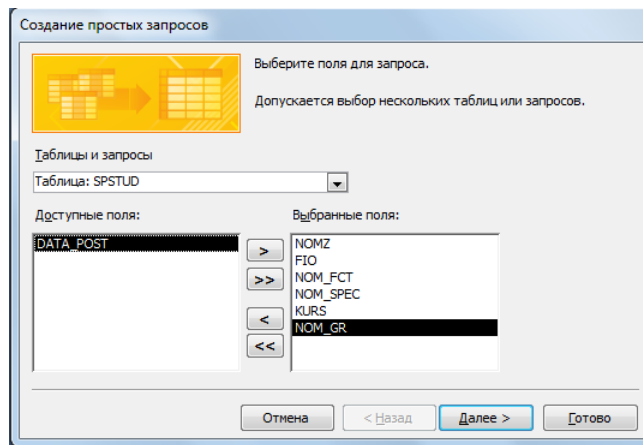 Создание простых запросов
Выберите поля для запроса.
Допускается выбор нескольких таблиц или запросов.
Таблицы и запросы
Таблица: SPSTUD
Доступные поля:
Выбранные поля:
DATA_POST
>
>>
<
<<
NOMZ
FIO
NOM_FCT
NOM_SPEC
KURS
NOM_GR
Отмена
< Назад
Далее >
Готово